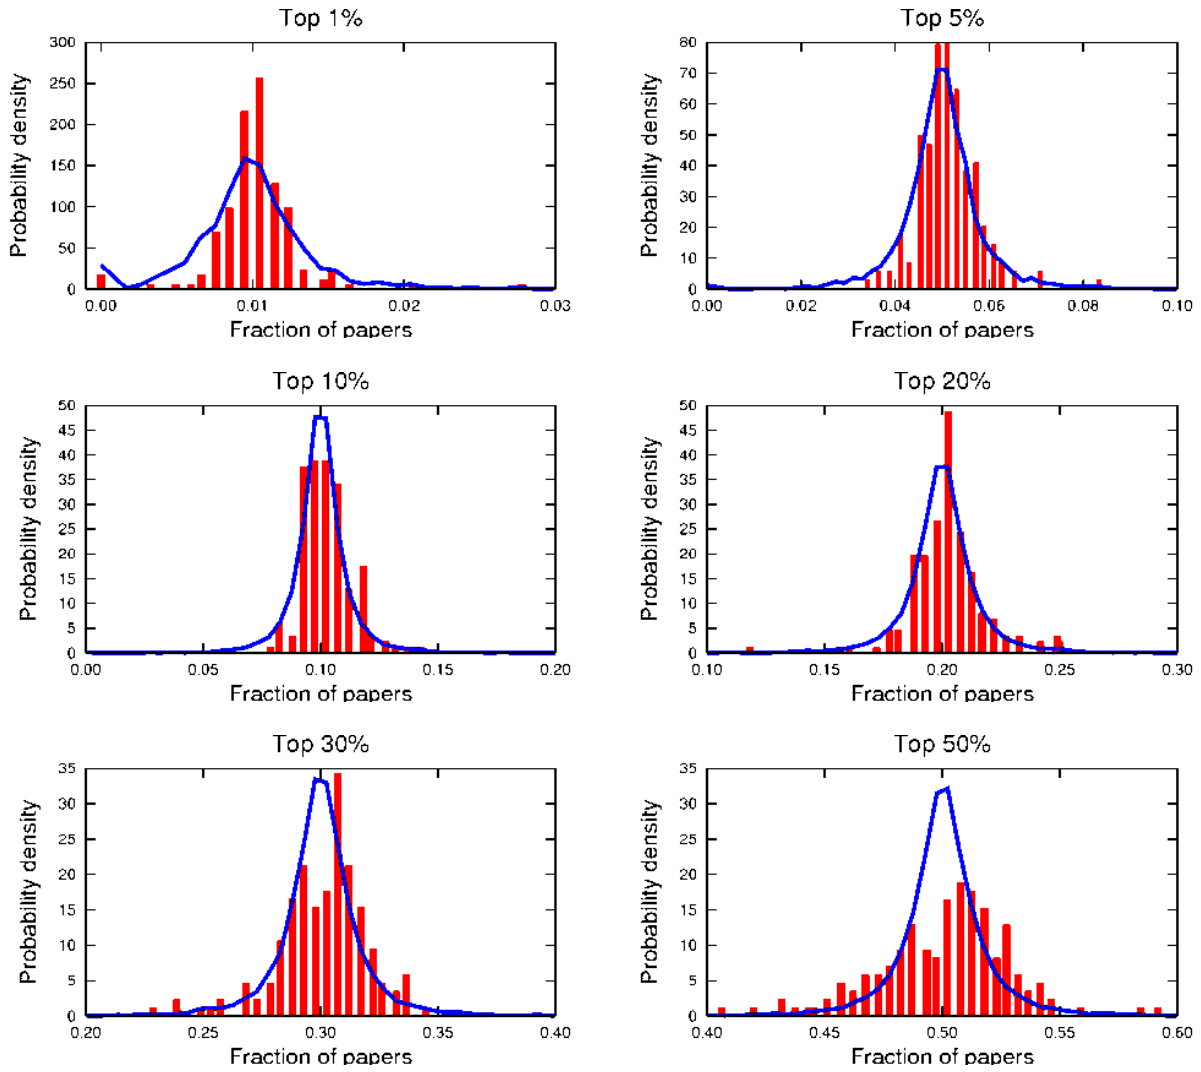 Top 1%
Probability density
300
250
200
150
100
50
0
0.00 0.01 0.02 0.03
Fraction of papers
Top 5%
Probability density
80
70
60
50
40
30
20
10
0
0.00 0.02 0.04 0.06 0.08 0.10
Fraction of papers
Top 10%
Probability density
50
45
40
35
30
25
20
15
10
5
0
0.00 0.05 0.10 0.15 0.20
Fraction of papers
Top 20%
Probability density
50
45
40
35
30
25
20
15
10
5
0
0.10 0.15 0.20 0.25 0.30
Fraction of papers
Top 30%
Probability density
35
30
25
20
15
10
5
0
0.20 0.25 0.30 0.35 0.40
Fraction of papers
Top 50%
Probability density
35
30
25
20
15
10
5
0
0.40 0.45 0.50 0.55 0.60
Fraction of papers